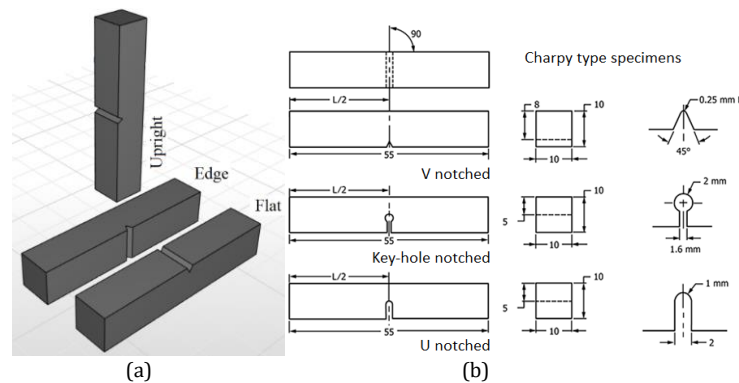 Upright
Edge
Flat
(a)
90
Charpy type specimens
L/2
55
V notched
8
10
10
0.25 mm
45°
L/2
55
Key-hole notched
5
10
10
2 mm
1.6 mm
L/2
55
U notched
5
10
10
1 mm
2
(b)